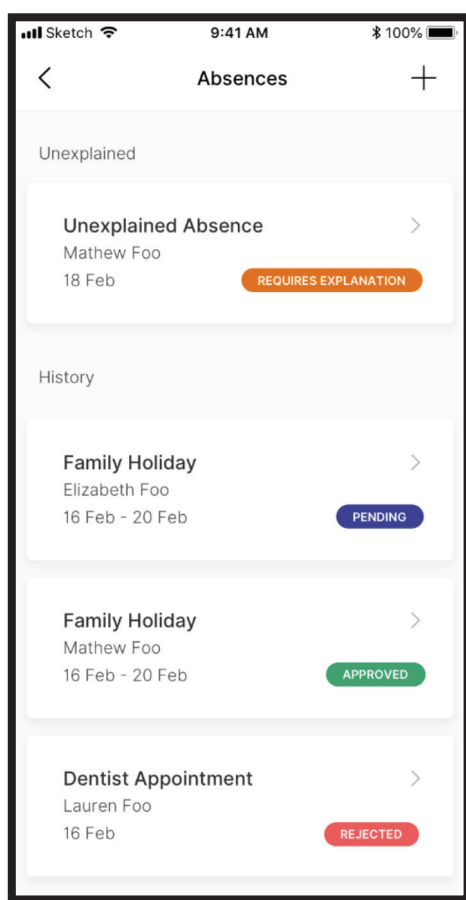 Sketch 9:41 AM 100%
Absences
Unexplained
Unexplained Absence
Mathew Foo
18 Feb REQUIRES EXPLANATION
History
Family Holiday
Elizabeth Foo
16 Feb - 20 Feb PENDING
Family Holiday
Mathew Foo
16 Feb - 20 Feb APPROVED
Dentist Appointment
Lauren Foo
16 Feb REJECTED